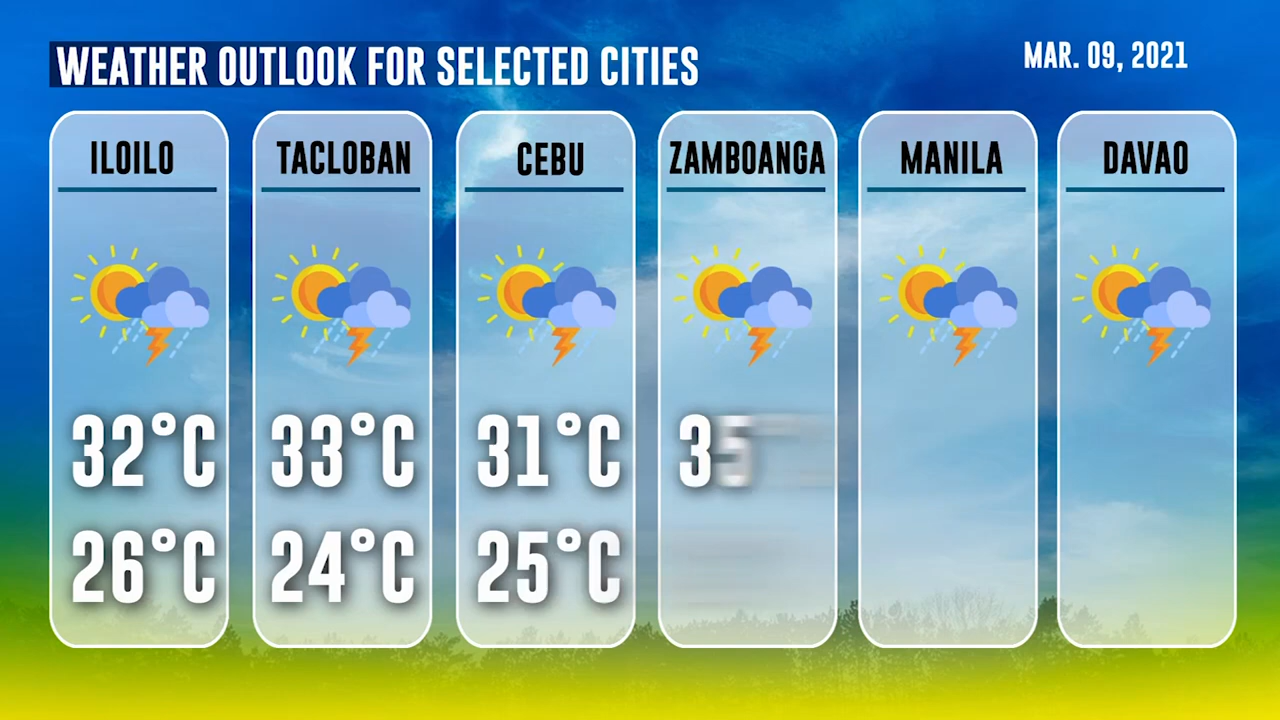 WEATHER OUTLOOK FOR SELECTED CITIES
MAR. 09, 2021
ILOILO
32°C
26°C
TACLOBAN
33°C
24°C
CEBU
31°C
25°C
ZAMBOANGA
35
MANILA
DAVAO